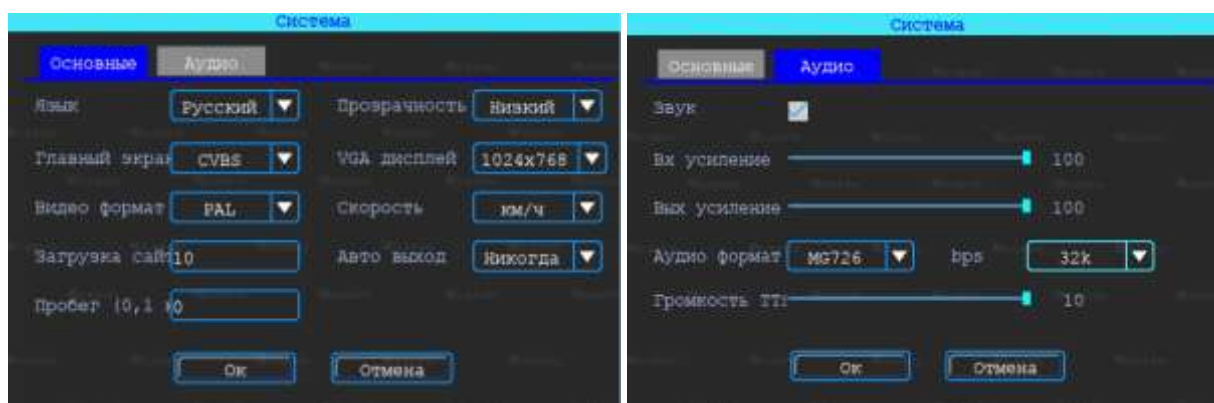 Система
Основные Аудио
Язык Русский Прозрачность Низкий
Главный экран CVBS VGA дисплей 1024x768
Видео формат PAL Скорость км/ч
Загрузка сайт 10 Авто выход Никогда
Пробег (0,1 к 0
Ок Отмена
Система
Основные Аудио
Звук
Вх усиление 100
Вых усиление 100
Аудио формат MG726 bps 32k
Громкость TTS 10
Ок Отмена